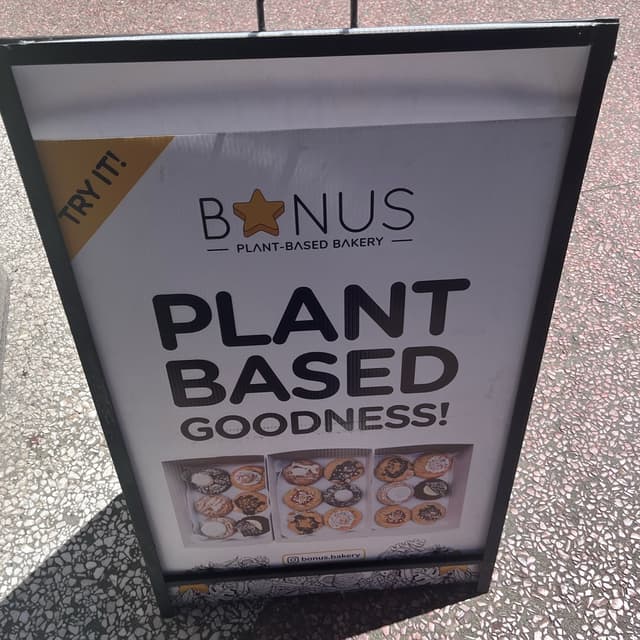 TRY IT!
BONUS
PLANT-BASED BAKERY
PLANT
BASED
GOODNESS!
bonus.bakery